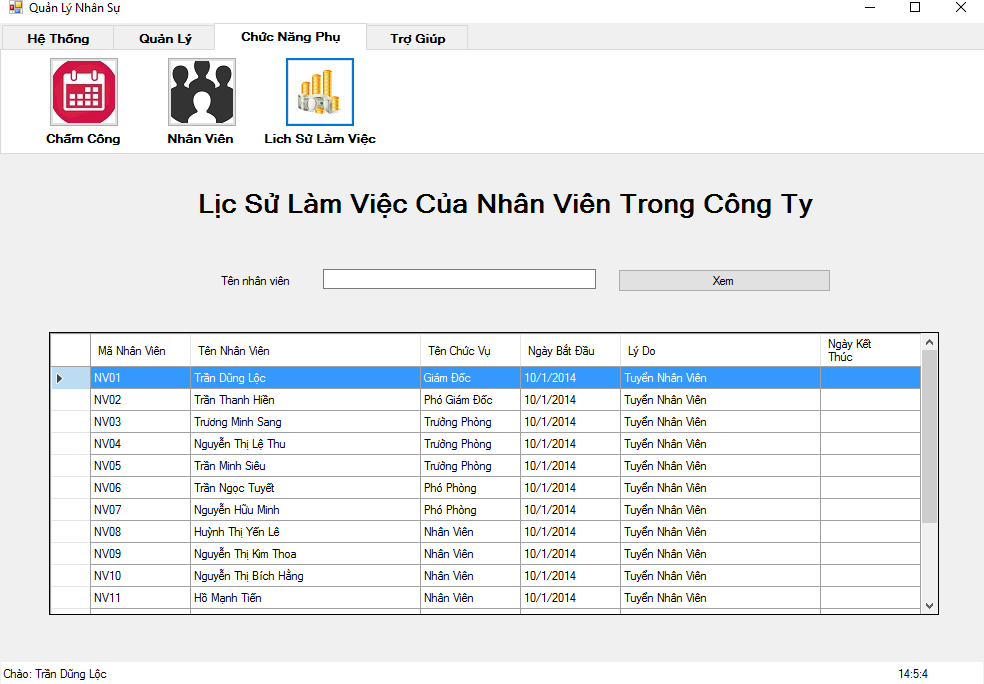 Quản Lý Nhân Sự
Hệ Thống Quản Lý Chức Năng Phụ Trợ Giúp
Chấm Công Nhân Viên Lich Sử Làm Việc
Lịc Sử Làm Việc Của Nhân Viên Trong Công Ty
Tên nhân viên Xem
Mã Nhân Viên Tên Nhân Viên Tên Chức Vụ Ngày Bắt Đầu Lý Do Ngày Kết Thúc
NV01 Trần Dũng Lộc Giám Đốc 10/1/2014 Tuyển Nhân Viên
NV02 Trần Thanh Hiền Phó Giám Đốc 10/1/2014 Tuyển Nhân Viên
NV03 Trương Minh Sang Trưởng Phòng 10/1/2014 Tuyển Nhân Viên
NV04 Nguyễn Thị Lệ Thu Trưởng Phòng 10/1/2014 Tuyển Nhân Viên
NV05 Trần Minh Siêu Trưởng Phòng 10/1/2014 Tuyển Nhân Viên
NV06 Trần Ngọc Tuyết Phó Phòng 10/1/2014 Tuyển Nhân Viên
NV07 Nguyễn Hữu Minh Phó Phòng 10/1/2014 Tuyển Nhân Viên
NV08 Huỳnh Thị Yến Lê Nhân Viên 10/1/2014 Tuyển Nhân Viên
NV09 Nguyễn Thị Kim Thoa Nhân Viên 10/1/2014 Tuyển Nhân Viên
NV10 Nguyễn Thị Bích Hằng Nhân Viên 10/1/2014 Tuyển Nhân Viên
NV11 Hồ Mạnh Tiến Nhân Viên 10/1/2014 Tuyển Nhân Viên
Chào: Trần Dũng Lộc 14:5:4